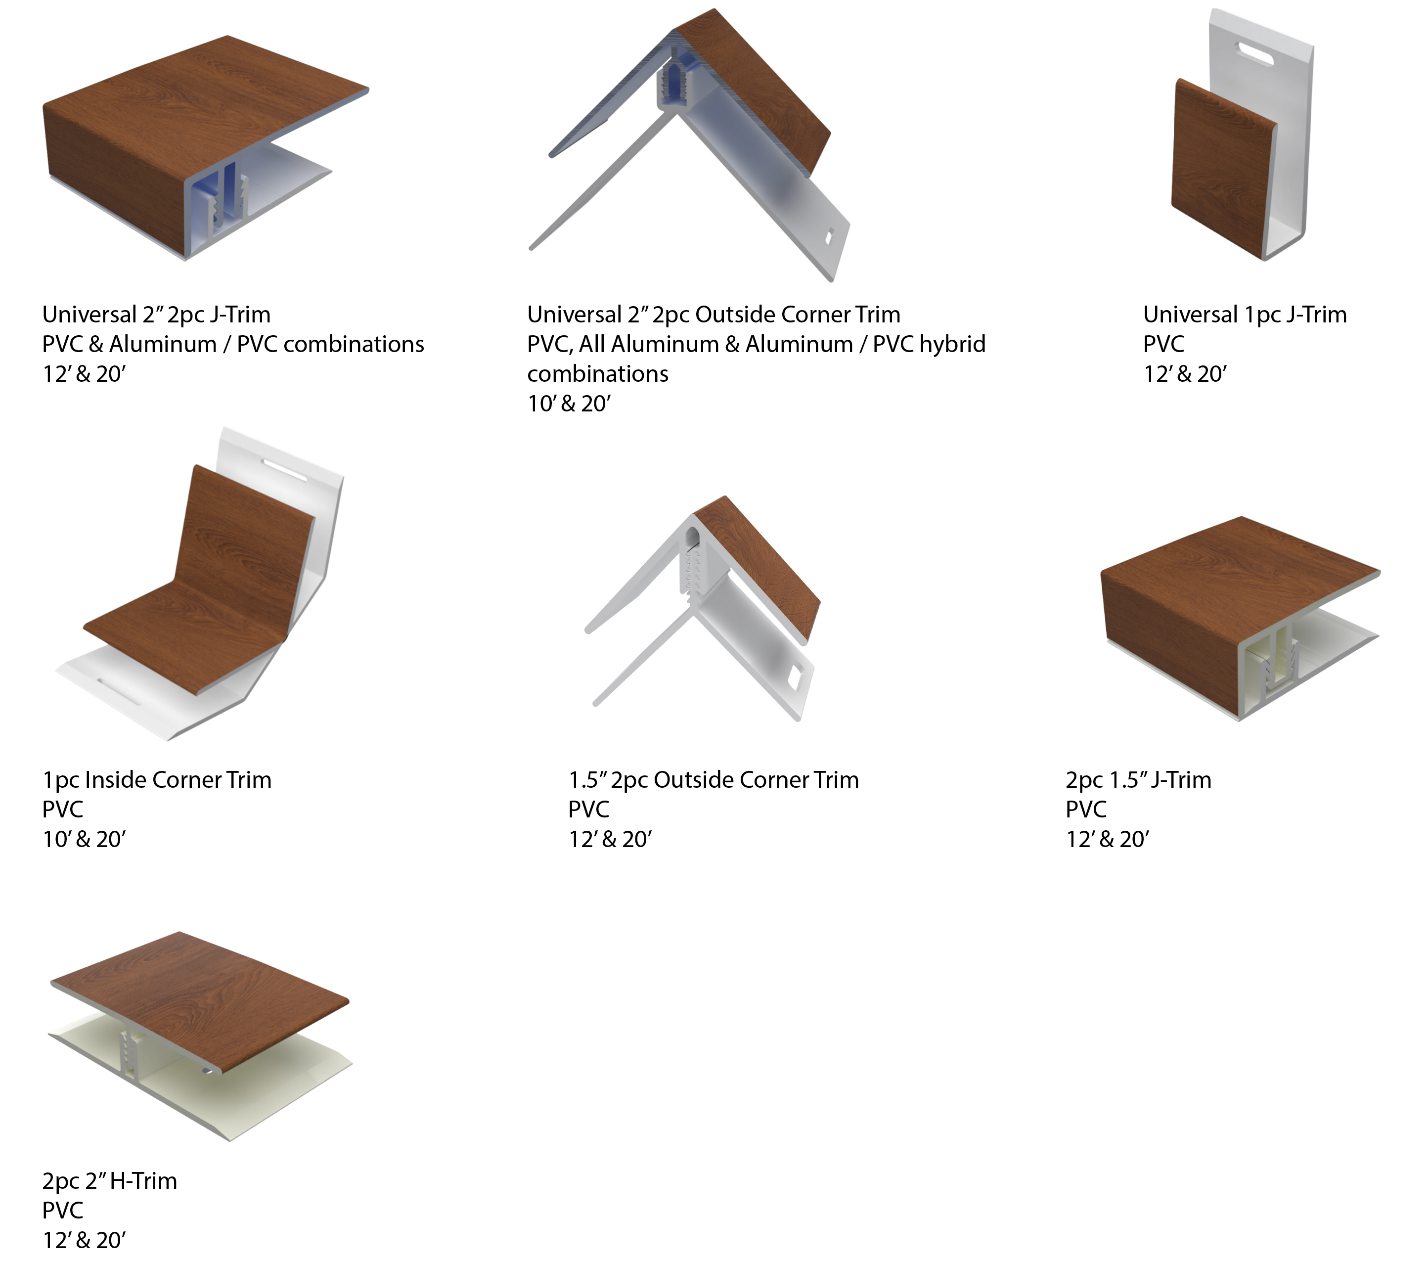 Universal 2” 2pc J-Trim
PVC & Aluminum / PVC combinations
12’ & 20’
Universal 2” 2pc Outside Corner Trim
PVC, All Aluminum & Aluminum / PVC hybrid
combinations
10’ & 20’
Universal 1pc J-Trim
PVC
12’ & 20’
1pc Inside Corner Trim
PVC
10’ & 20’
1.5” 2pc Outside Corner Trim
PVC
12’ & 20’
2pc 1.5” J-Trim
PVC
12’ & 20’
2pc 2” H-Trim
PVC
12’ & 20’